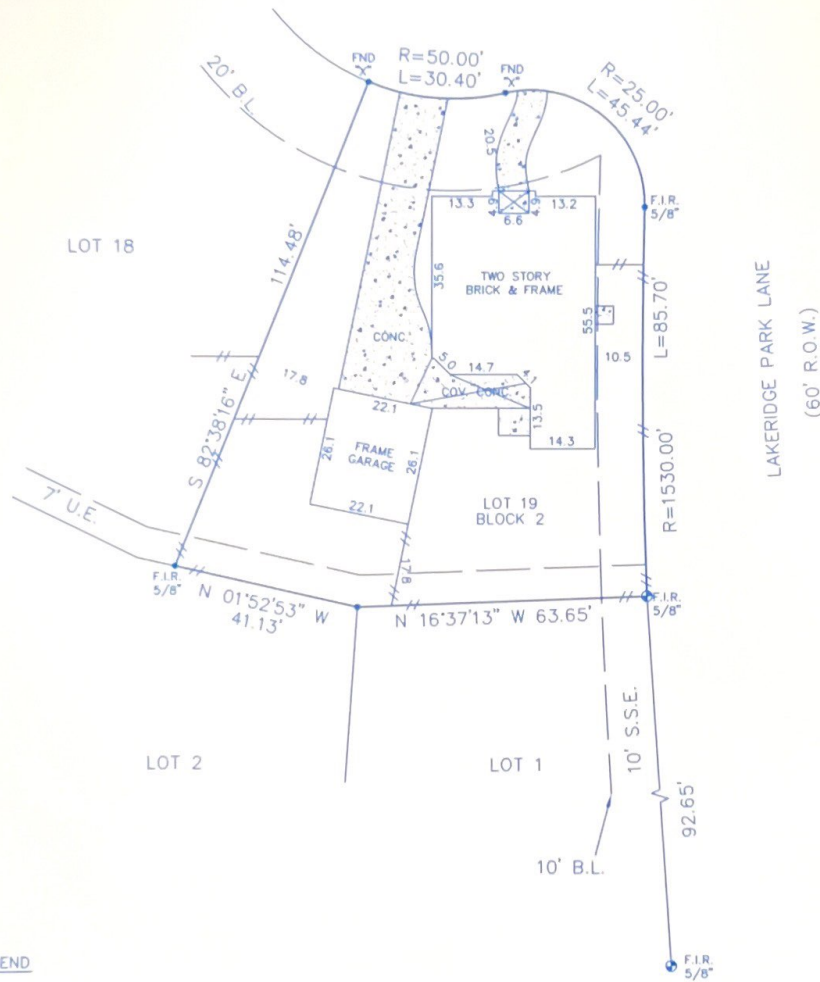 FND
"X"
R=50.00'
L=30.40'
FND
"X"
R=25.00'
L=45.44'
20' B.L.
20.5
F.I.R.
5/8"
13.3
4.6
6.6
4.6
13.2
LOT 18
114.48'
35.6
TWO STORY
BRICK & FRAME
55.5
L=85.70'
LAKERIDGE PARK LANE
(60' R.O.W.)
CONC.
5.0
14.7
10.5
17.8
COV. CONC.
22.1
13.5
S 82°38'16" E
26.1
FRAME
GARAGE
26.1
14.3
R=1530.00'
22.1
LOT 19
BLOCK 2
7' U.E.
17.8
F.I.R.
5/8"
N 01°52'53" W
41.13'
N 16°37'13" W 63.65'
F.I.R.
5/8"
10' S.S.E.
LOT 2
LOT 1
92.65'
10' B.L.
END
F.I.R.
5/8"